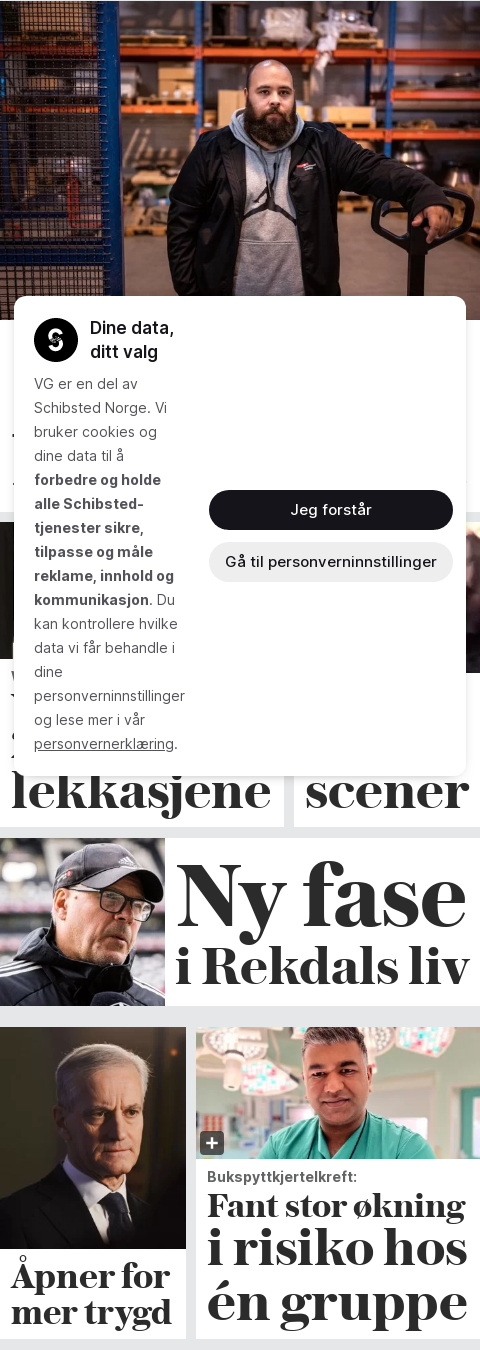 Dine data,
ditt valg
VG er en del av
Schibsted Norge. Vi
bruker cookies og
dine data til å
forbedre og holde
alle Schibsted-
tjenester sikre,
tilpasse og måle
reklame, innhold og
kommunikasjon. Du
kan kontrollere hvilke
data vi får behandle i
dine
personverninnstillinger
og lese mer i vår
personvernerklæring.
Jeg forstår
Gå til personverninnstillinger
lekkasjene
scener
Ny fase
i Rekdals liv
Åpner for
mer trygd
Bukspyttkjertelkreft:
Fant stor økning
i risiko hos
én gruppe